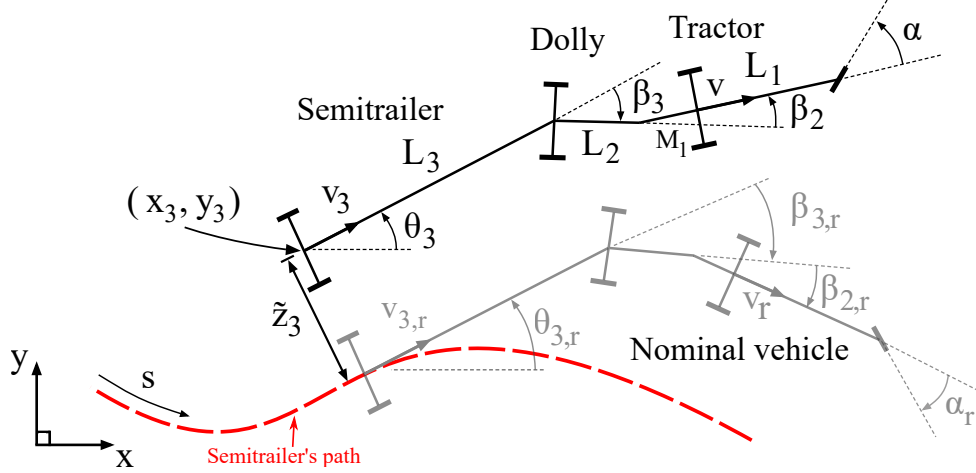 Tractor
α
Dolly
L₁
v
β₃
β₂
Semitrailer
L₂
M₁
L₃
(x₃, y₃)
v₃
θ₃
β₃,ᵣ
z̃₃
v₃,ᵣ
θ₃,ᵣ
vᵣ
β₂,ᵣ
Nominal vehicle
y
s
αᵣ
x
Semitrailer's path